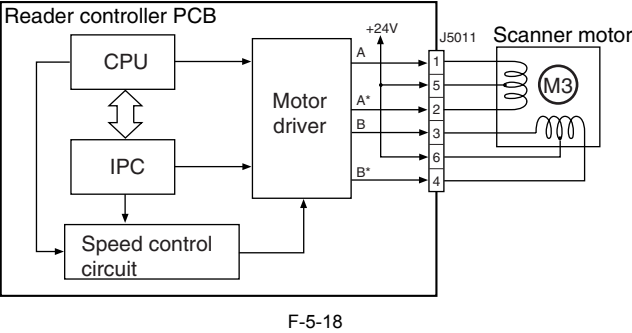 Reader controller PCB
+24V
J5011
Scanner motor
CPU
A
1
5
M3
Motor
driver
A*
2
B
3
IPC
6
B*
4
Speed control
circuit
F-5-18